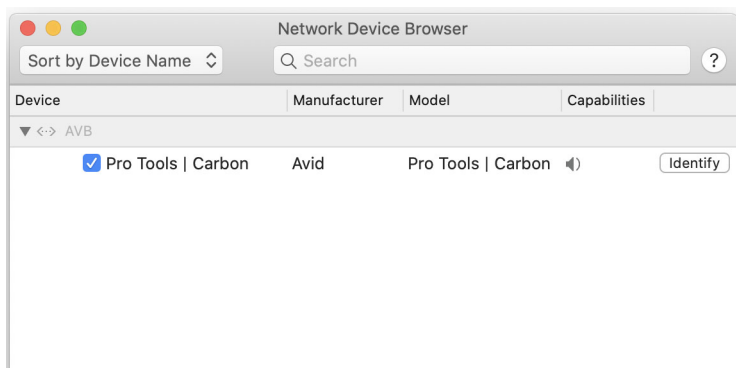 Network Device Browser
Sort by Device Name Search ?
Device Manufacturer Model Capabilities
AVB
Pro Tools | Carbon Avid Pro Tools | Carbon Identify